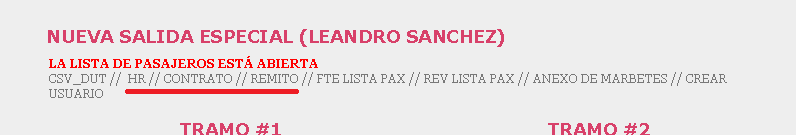 NUEVA SALIDA ESPECIAL (LEANDRO SANCHEZ)
LA LISTA DE PASAJEROS ESTÁ ABIERTA
CSV_DUT // HR // CONTRATO // REMITO // FTE LISTA PAX // REV LISTA PAX // ANEXO DE MARBETES // CREAR
USUARIO
TRAMO #1 TRAMO #2